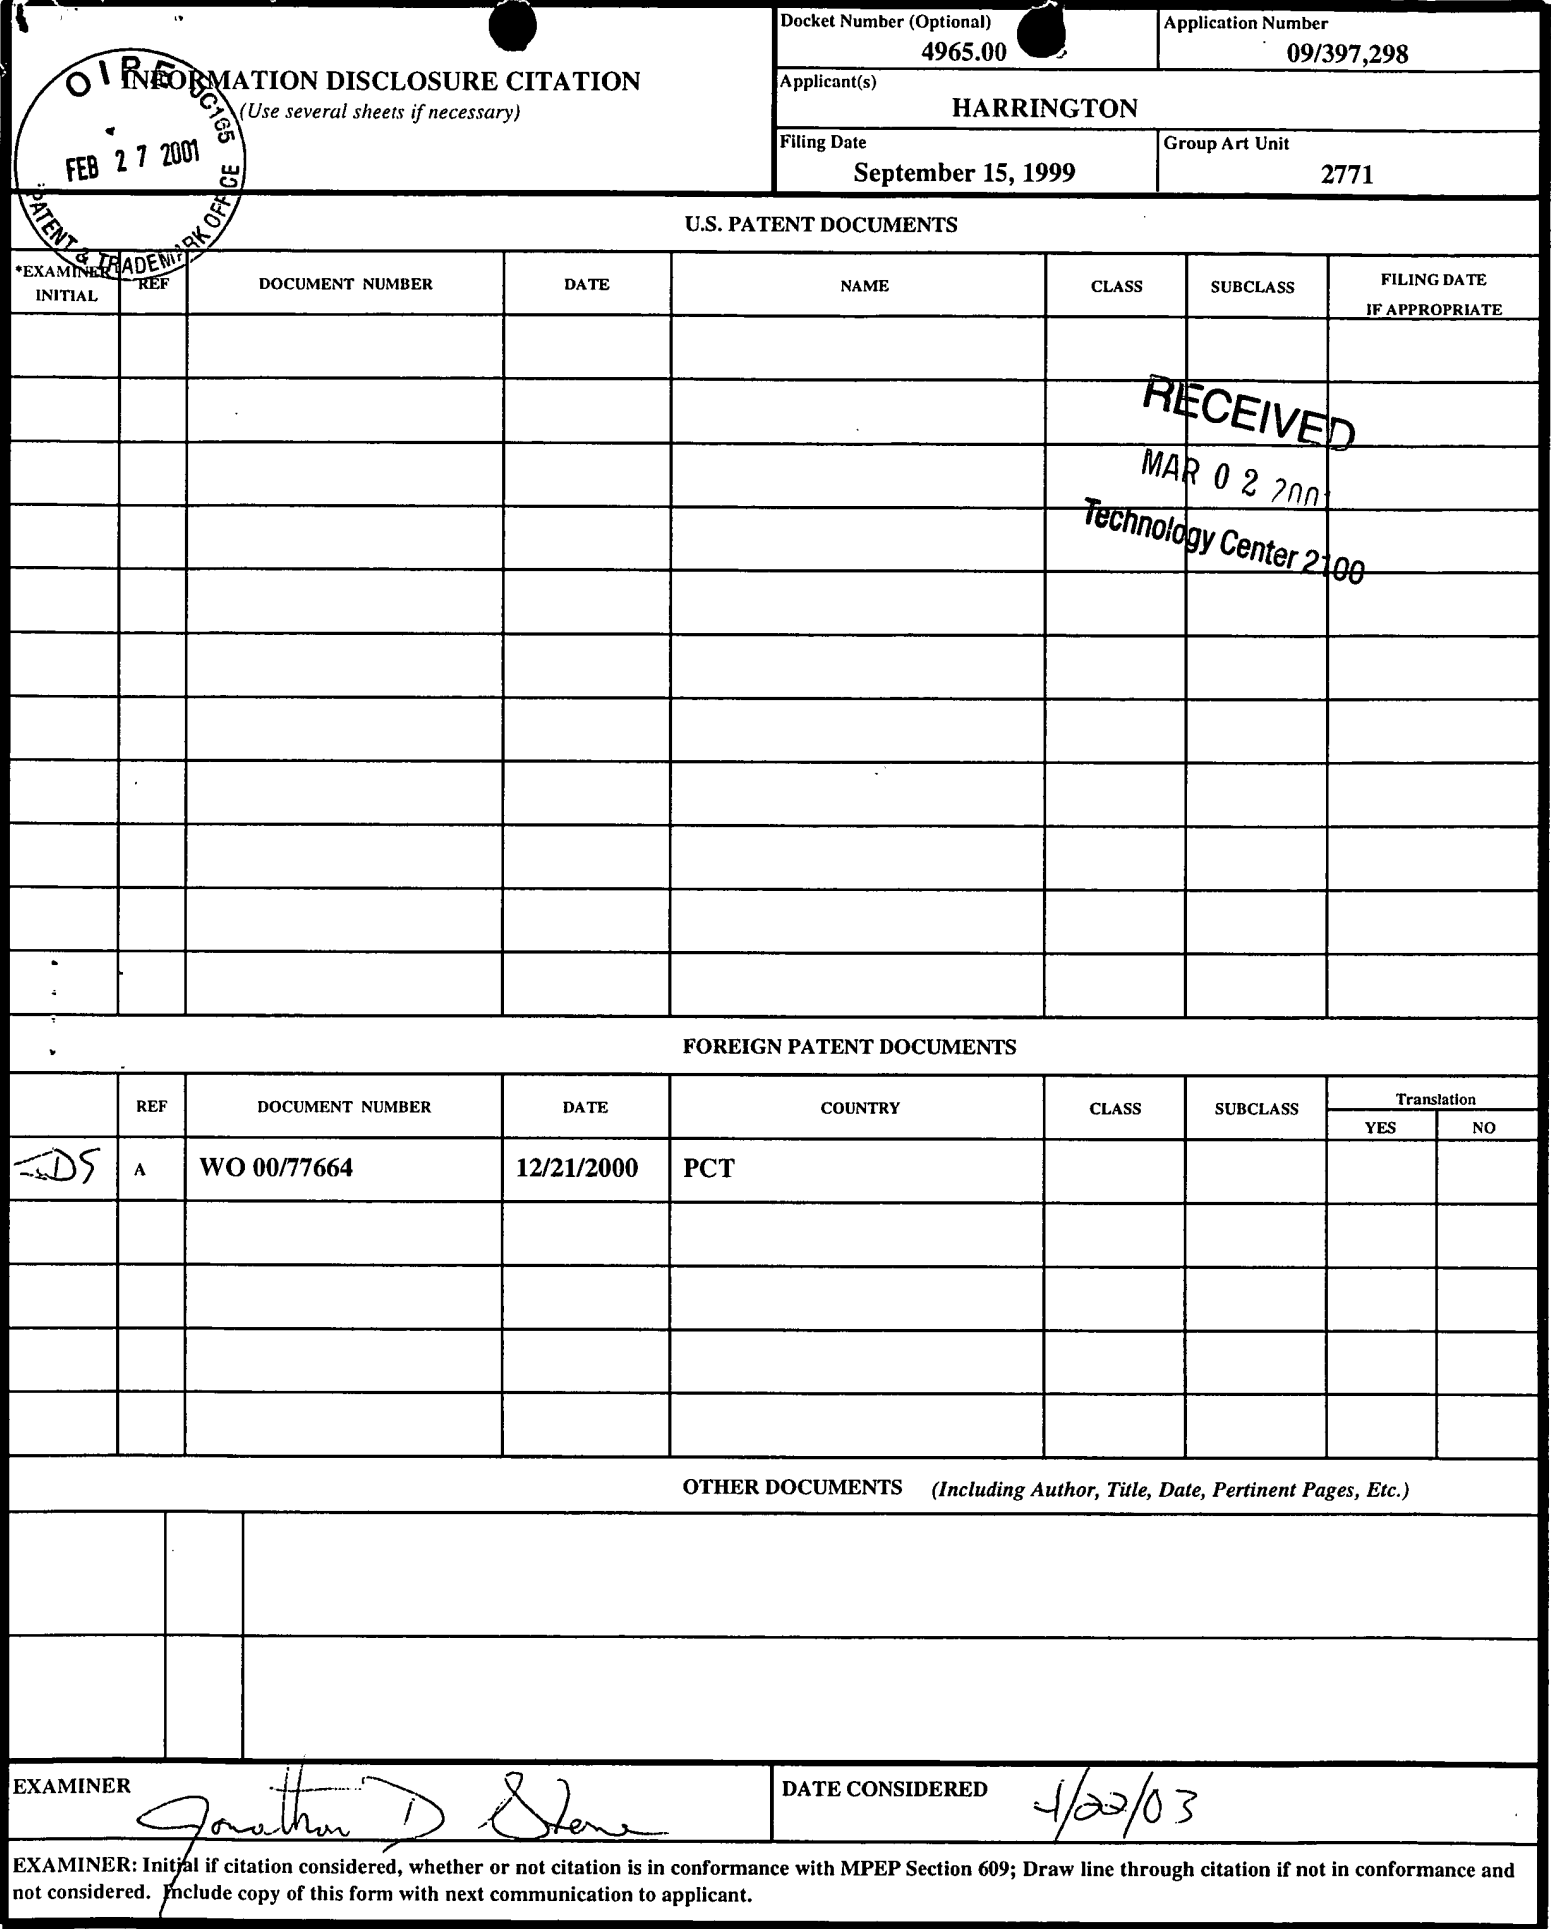 Docket Number (Optional)
4965.00
Application Number
09/397,298
INFORMATION DISCLOSURE CITATION
(Use several sheets if necessary)
OIPE JC165
FEB 27 2001
PATENT & TRADEMARK OFFICE
Applicant(s)
HARRINGTON
Filing Date
September 15, 1999
Group Art Unit
2771
U.S. PATENT DOCUMENTS
*EXAMINER INITIAL REF DOCUMENT NUMBER DATE NAME CLASS SUBCLASS FILING DATE IF APPROPRIATE
RECEIVED
MAR 02 2001
Technology Center 2100
FOREIGN PATENT DOCUMENTS
REF DOCUMENT NUMBER DATE COUNTRY CLASS SUBCLASS Translation
YES NO
A WO 00/77664 12/21/2000 PCT
OTHER DOCUMENTS (Including Author, Title, Date, Pertinent Pages, Etc.)
EXAMINER
Jonathan D
DATE CONSIDERED
EXAMINER: Initial if citation considered, whether or not citation is in conformance with MPEP Section 609; Draw line through citation if not in conformance and
not considered. Include copy of this form with next communication to applicant.